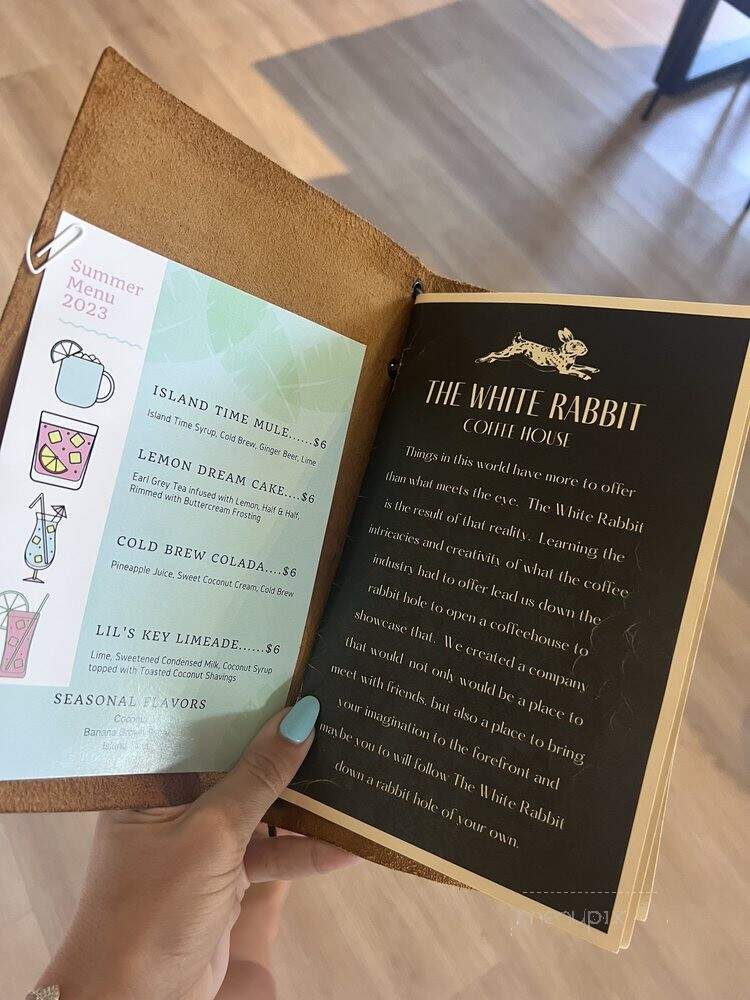 Summer
Menu
2023
ISLAND TIME MULE......$6
Island Time Syrup, Cold Brew, Ginger Beer, Lime
LEMON DREAM CAKE....$6
Earl Grey Tea infused with Lemon, Half & Half,
Rimmed with Buttercream Frosting
COLD BREW COLADA....$6
Pineapple Juice, Sweet Coconut Cream, Cold Brew
LIL'S KEY LIMEADE......$6
Lime, Sweetened Condensed Milk, Coconut Syrup
topped with Toasted Coconut Shavings
SEASONAL FLAVORS
Coconut
Banana Brown
Island
THE WHITE RABBIT
COFFEE HOUSE
Things in this world have more to offer
than what meets the eye. The White Rabbit
is the result of that reality. Learning the
intricacies and creativity of what the coffee
industry had to offer lead us down the
rabbit hole to open a coffeehouse to
showcase that. We created a company
that would not only would be a place to
meet with friends, but also a place to bring
your imagination to the forefront and
maybe you to will follow The White Rabbit
down a rabbit hole of your own.
menupix